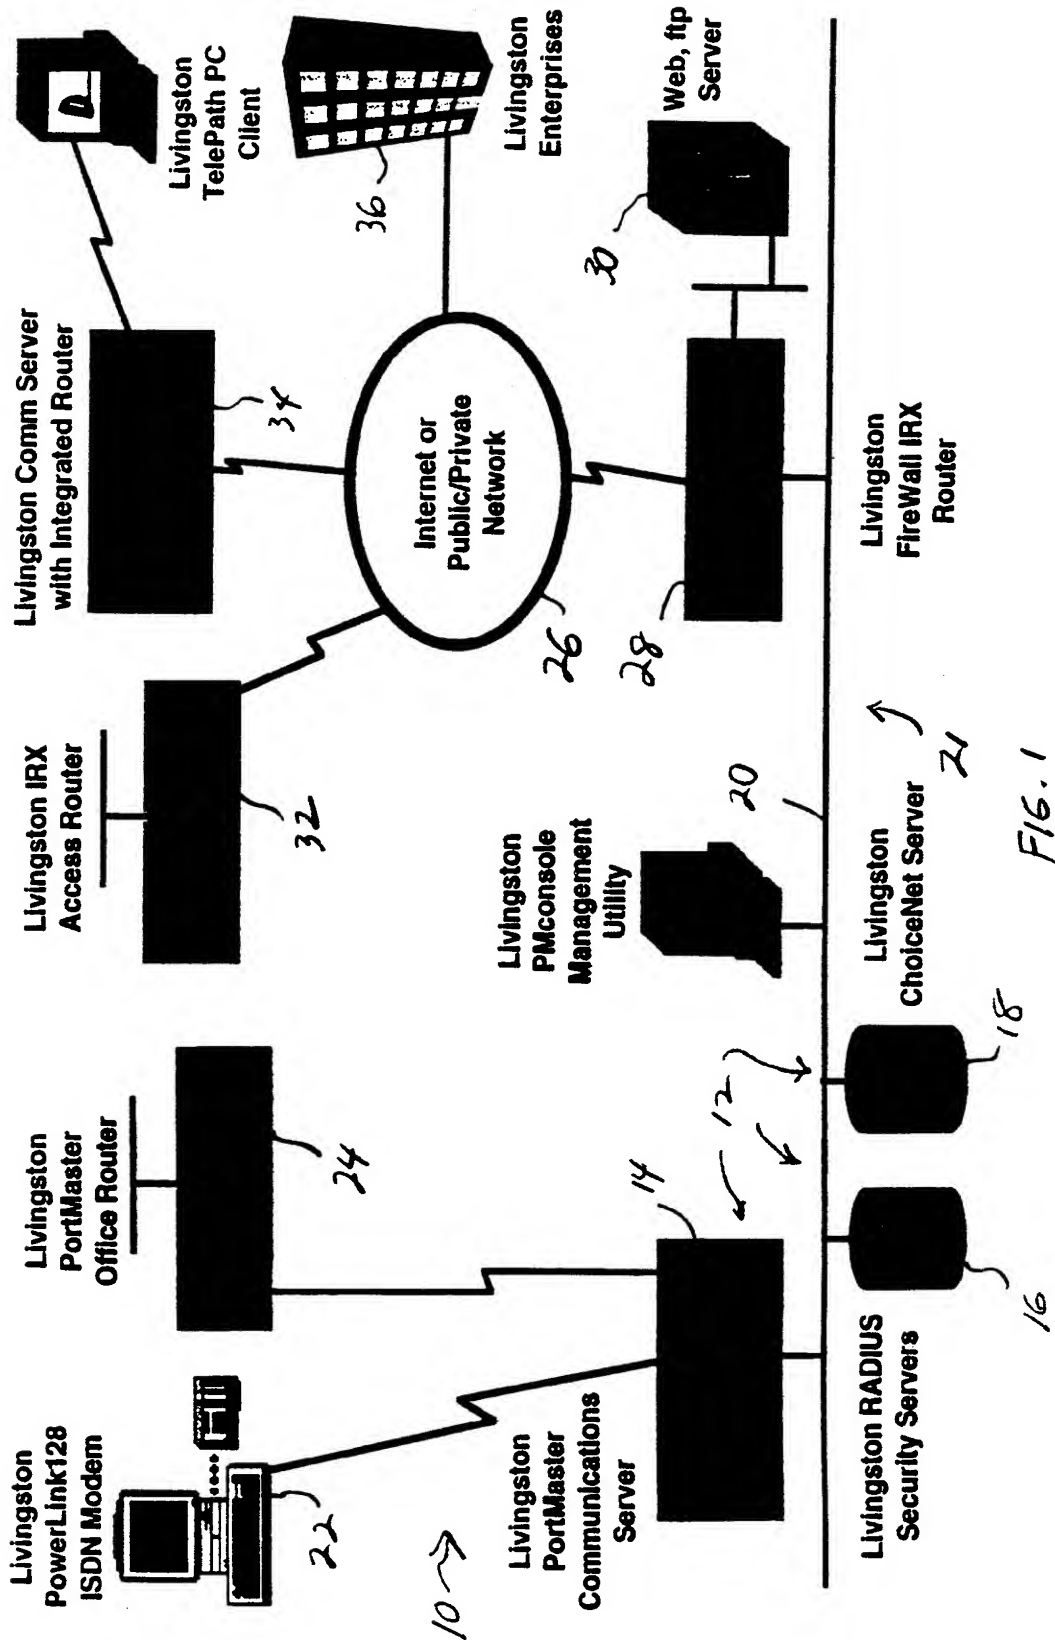 Livingston
PowerLink128
ISDN Modem
22
Livingston
PortMaster
Office Router
24
Livingston IRX
Access Router
32
Livingston Comm Server
with Integrated Router
34
Livingston
TelePath PC
Client
Livingston
Enterprises
36
Internet or
Public/Private
Network
26
10
Livingston
PortMaster
Communications
Server
14
12
Livingston
PMconsole
Management
Utility
20
28
30
Web, ftp
Server
Livingston RADIUS
Security Servers
16
18
Livingston
ChoiceNet Server
21
Livingston
FireWall IRX
Router
FIG. 1